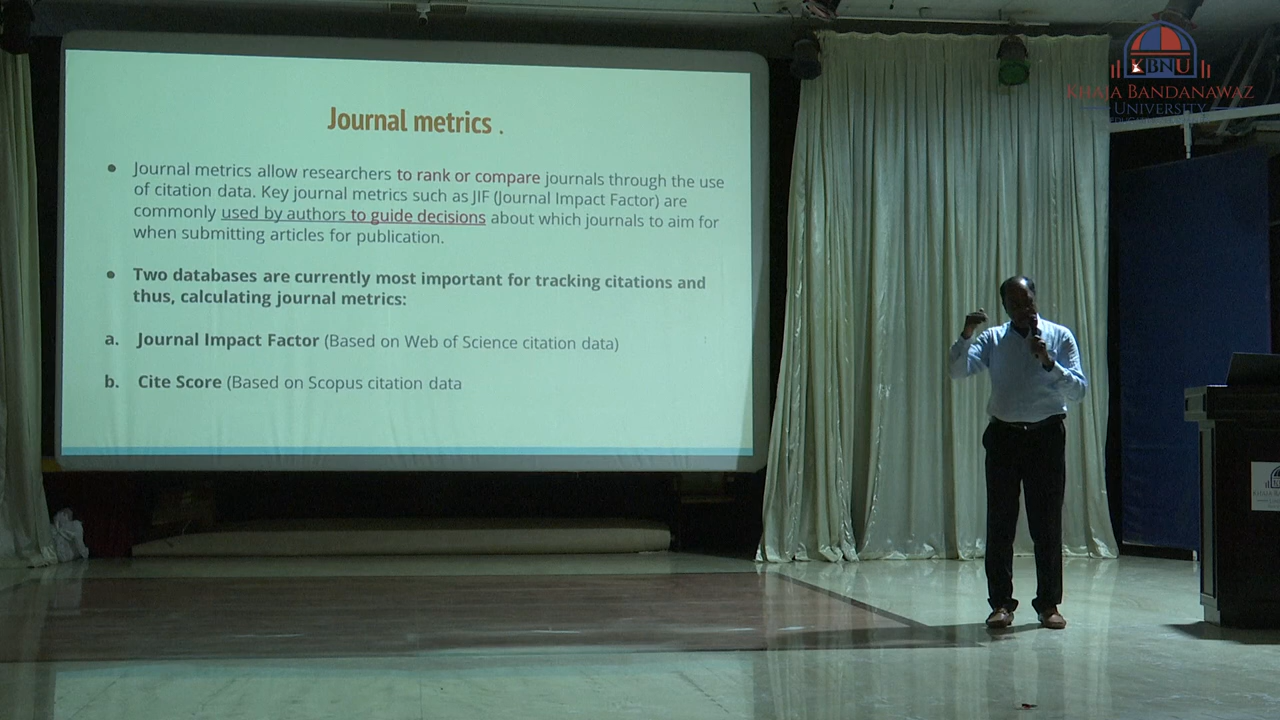 Journal metrics .
• Journal metrics allow researchers to rank or compare journals through the use
of citation data. Key journal metrics such as JIF (Journal Impact Factor) are
commonly used by authors to guide decisions about which journals to aim for
when submitting articles for publication.
• Two databases are currently most important for tracking citations and
thus, calculating journal metrics:
a. Journal Impact Factor (Based on Web of Science citation data)
b. Cite Score (Based on Scopus citation data
KBNU
KHAJA BANDANAWAZ
UNIVERSITY